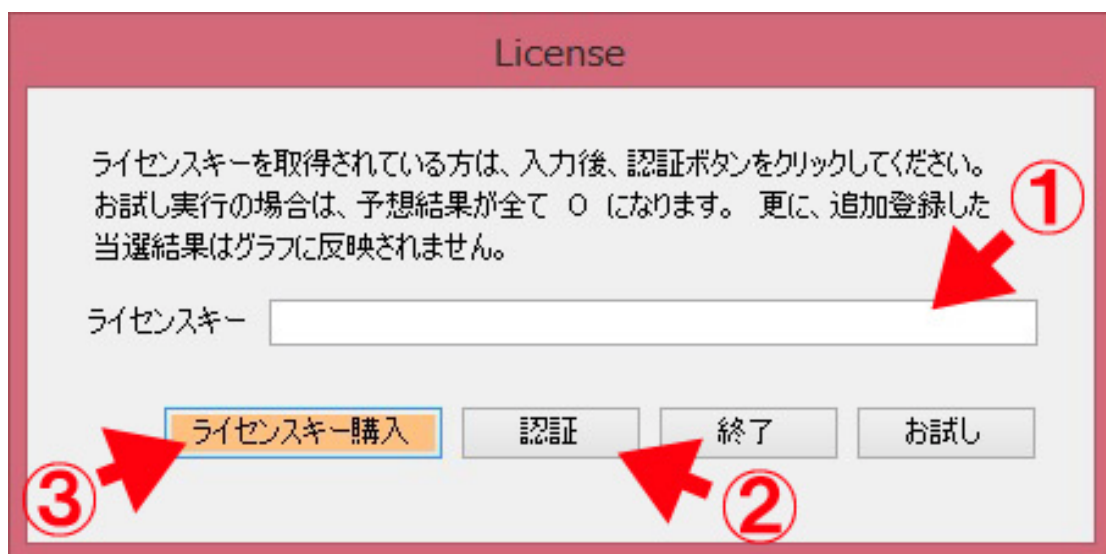 License
ライセンスキーを取得されている方は、入力後、認証ボタンをクリックしてください。
お試し実行の場合は、予想結果が全て 0 になります。 更に、追加登録した
当選結果はグラフに反映されません。
①
ライセンスキー
ライセンスキー購入 認証 終了 お試し
③ ②